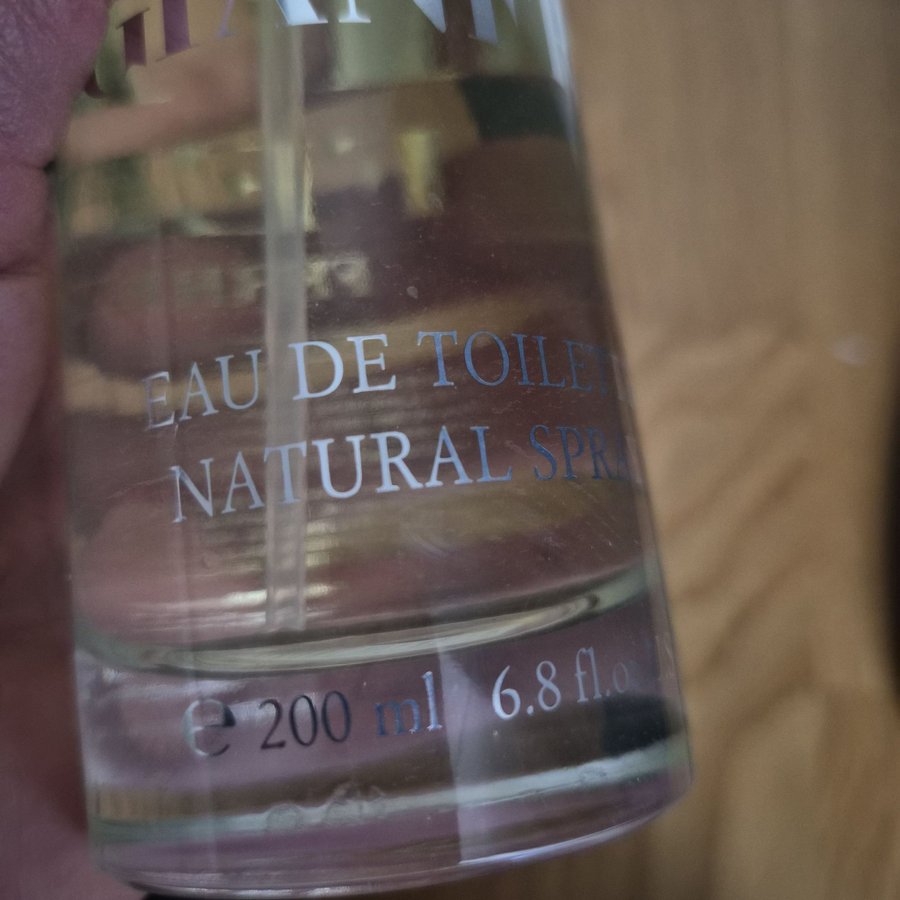 EAU DE TOILET
NATURAL SPRA
e 200 ml 6.8 fl.o